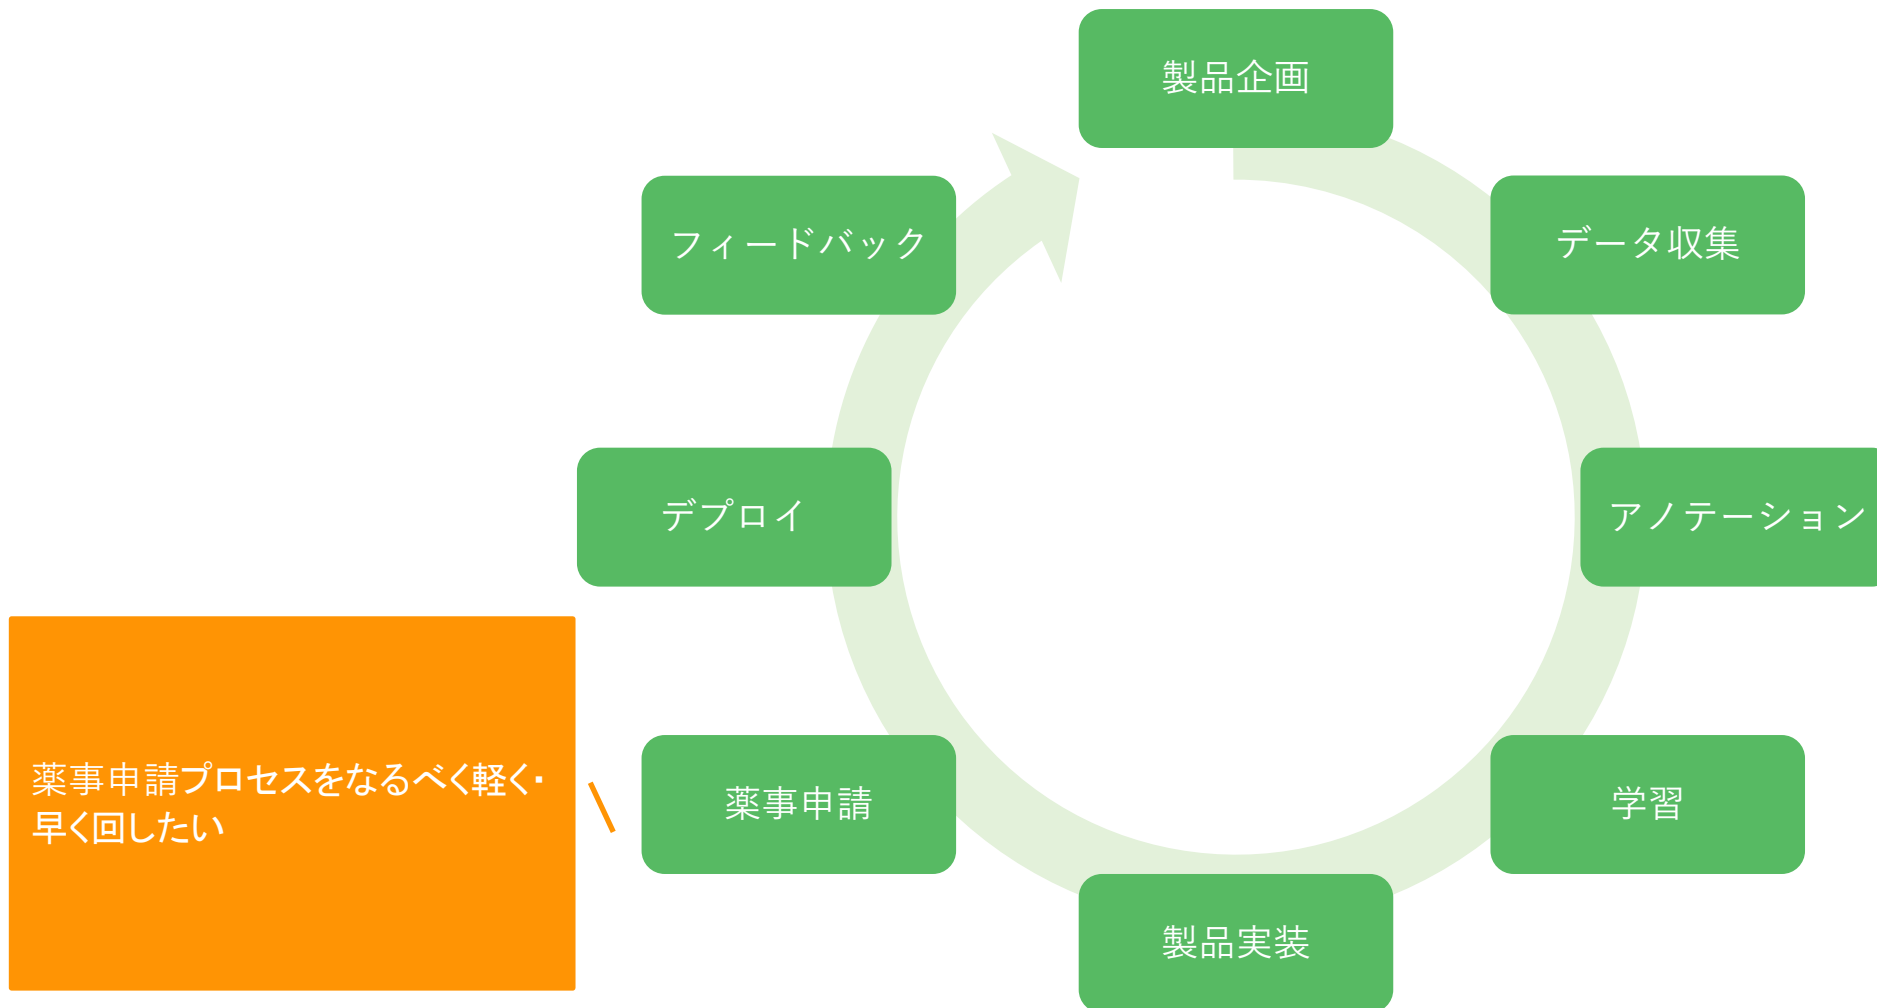 製品企画
フィードバック
データ収集
デプロイ
アノテーション
薬事申請プロセスをなるべく軽く・
早く回したい
薬事申請
学習
製品実装